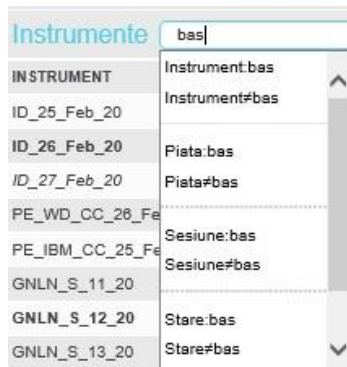 Instrumente bas
INSTRUMENT
ID_25_Feb_20
ID_26_Feb_20
ID_27_Feb_20
PE_WD_CC_26_Fe
PE_IBM_CC_25_Fe
GNLN_S_11_20
GNLN_S_12_20
GNLN_S_13_20
Instrument:bas
Instrument≠bas
Piata:bas
Piata≠bas
Sesiune:bas
Sesiune≠bas
Stare:bas
Stare≠bas